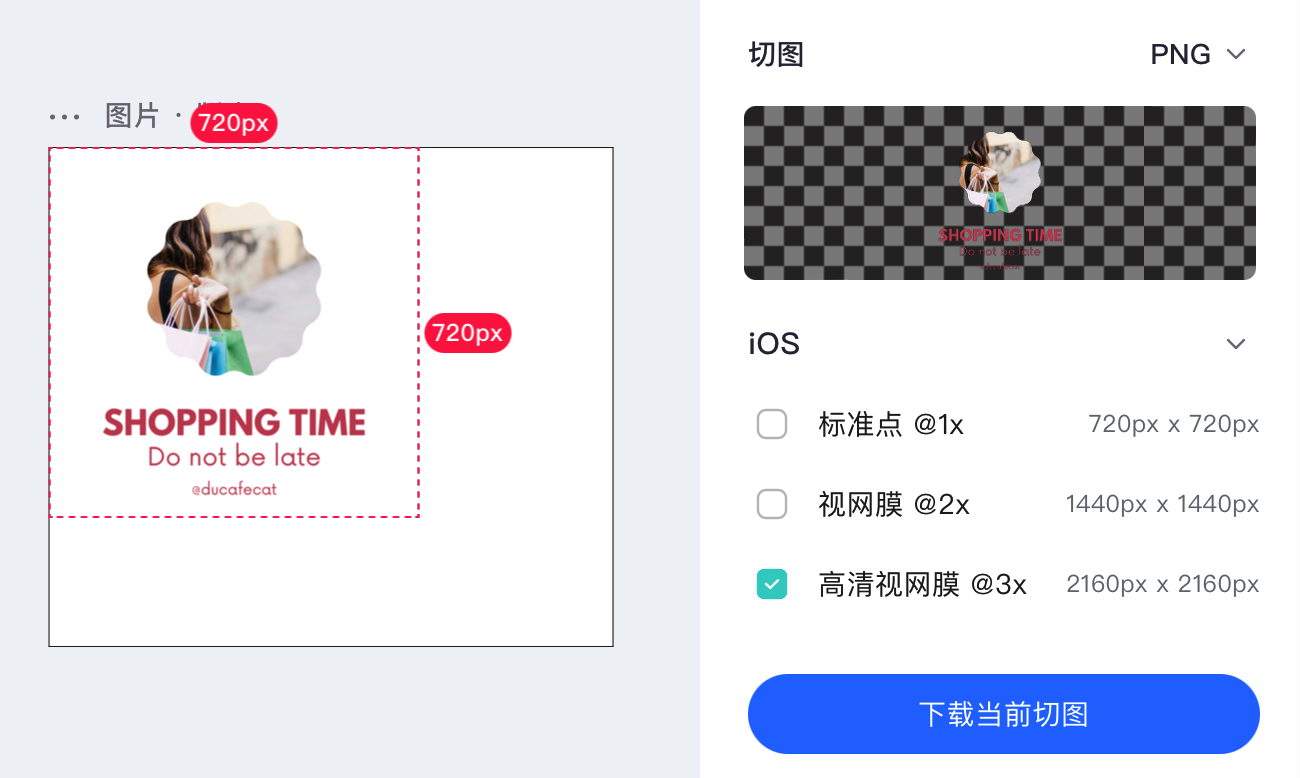 ··· 图片 ·
720px
720px
SHOPPING TIME
Do not be late
@ducafecat
切图
PNG
SHOPPING TIME
Do not be late
iOS
标准点 @1x
720px x 720px
视网膜 @2x
1440px x 1440px
高清视网膜 @3x
2160px x 2160px
下载当前切图